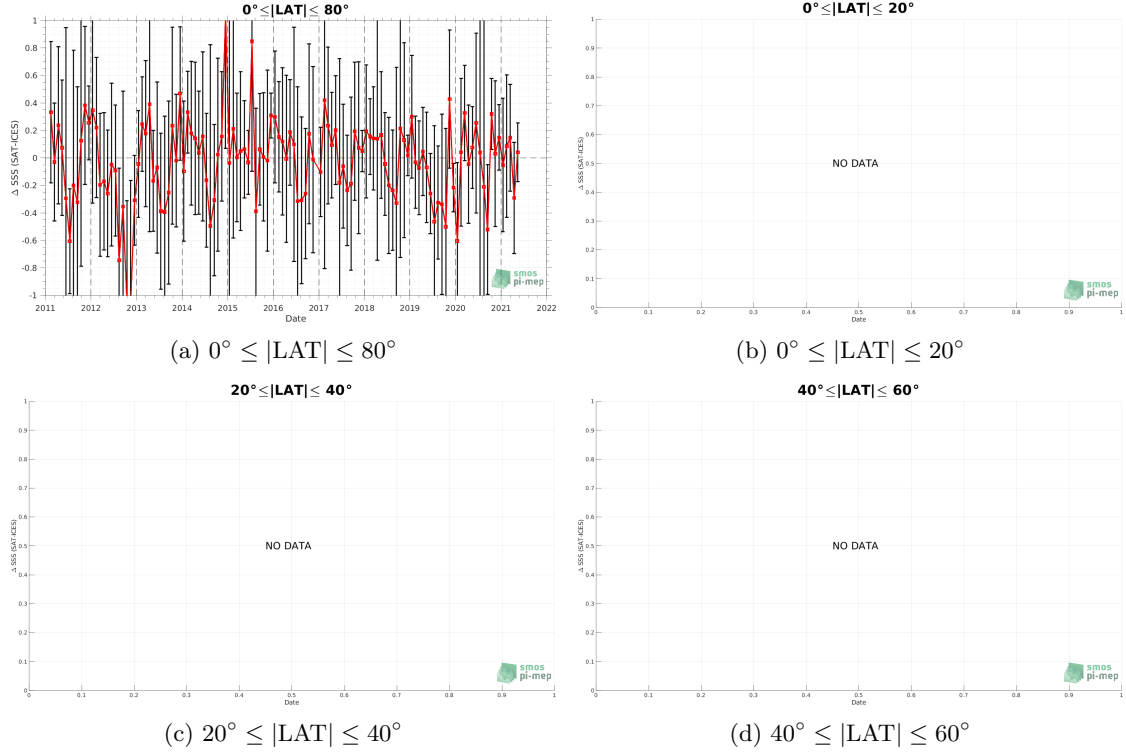 0°≤|LAT|≤ 80°
Δ SSS (SAT-ICES)
1
0.8
0.6
0.4
0.2
0
-0.2
-0.4
-0.6
-0.8
-1
2011 2012 2013 2014 2015 2016 2017 2018 2019 2020 2021 2022
Date
smos
pi-mep
(a) 0° ≤ |LAT| ≤ 80°
0°≤|LAT|≤ 20°
Δ SSS (SAT-ICES)
1
0.9
0.8
0.7
0.6
0.5
0.4
0.3
0.2
0.1
0
NO DATA
0 0.1 0.2 0.3 0.4 0.5 0.6 0.7 0.8 0.9 1
Date
smos
pi-mep
(b) 0° ≤ |LAT| ≤ 20°
20°≤|LAT|≤ 40°
Δ SSS (SAT-ICES)
1
0.9
0.8
0.7
0.6
0.5
0.4
0.3
0.2
0.1
0
NO DATA
0 0.1 0.2 0.3 0.4 0.5 0.6 0.7 0.8 0.9 1
Date
smos
pi-mep
(c) 20° ≤ |LAT| ≤ 40°
40°≤|LAT|≤ 60°
Δ SSS (SAT-ICES)
1
0.9
0.8
0.7
0.6
0.5
0.4
0.3
0.2
0.1
0
NO DATA
0 0.1 0.2 0.3 0.4 0.5 0.6 0.7 0.8 0.9 1
Date
smos
pi-mep
(d) 40° ≤ |LAT| ≤ 60°